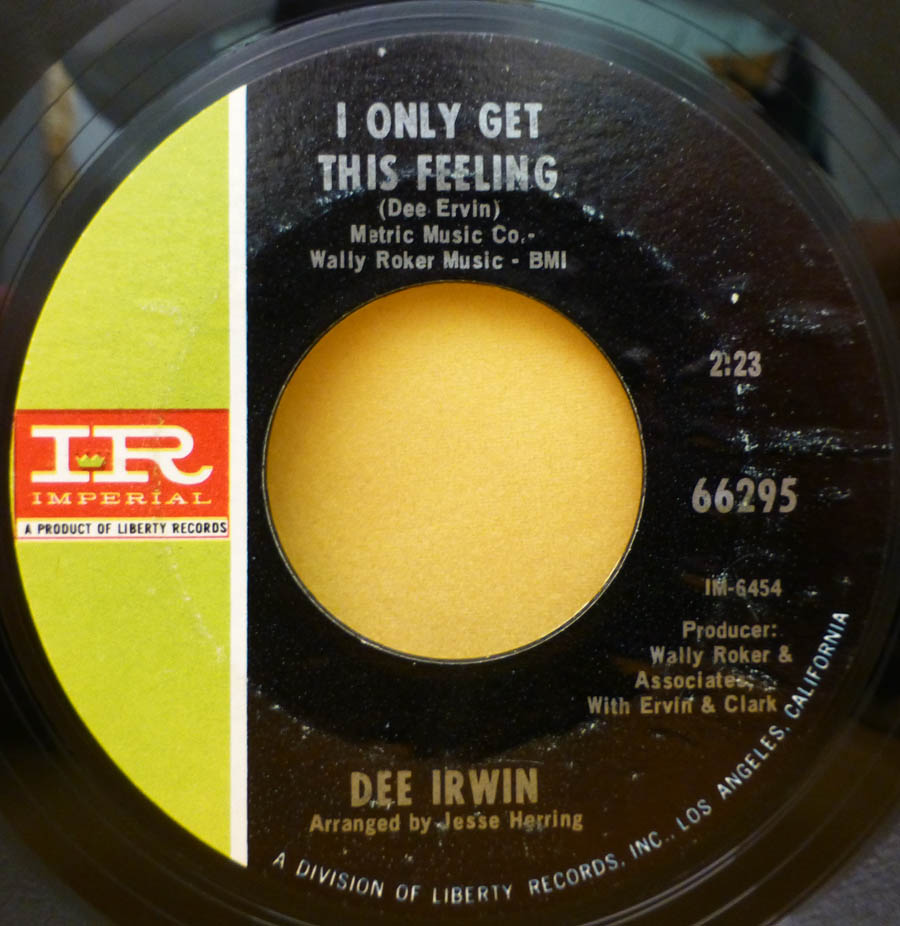 I ONLY GET
THIS FEELING
(Dee Ervin)
Metric Music Co.-
Wally Roker Music - BMI
2:23
66295
IR
IMPERIAL
A PRODUCT OF LIBERTY RECORDS
IM-6454
Producer:
Wally Roker &
Associates,
With Ervin & Clark
DEE IRWIN
Arranged by Jesse Herring
A DIVISION OF LIBERTY RECORDS, INC., LOS ANGELES, CALIFORNIA